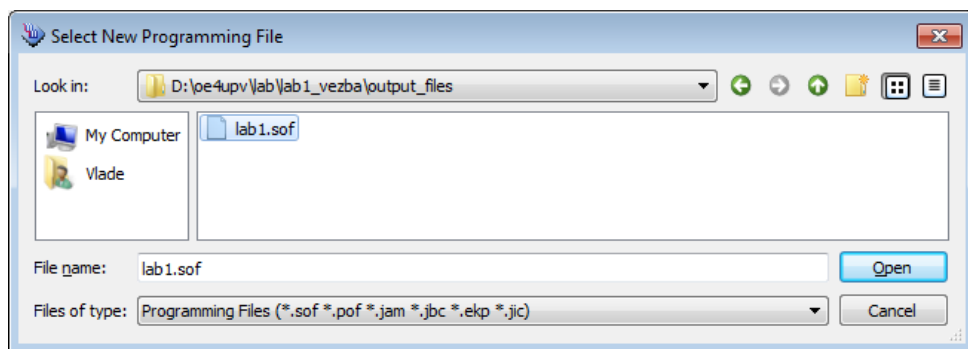 Select New Programming File
Look in: D:\oe4upv\lab\lab1_vezba\output_files
My Computer
Vlade
lab1.sof
File name: lab1.sof Open
Files of type: Programming Files (*.sof *.pof *.jam *.jbc *.ekp *.jic) Cancel